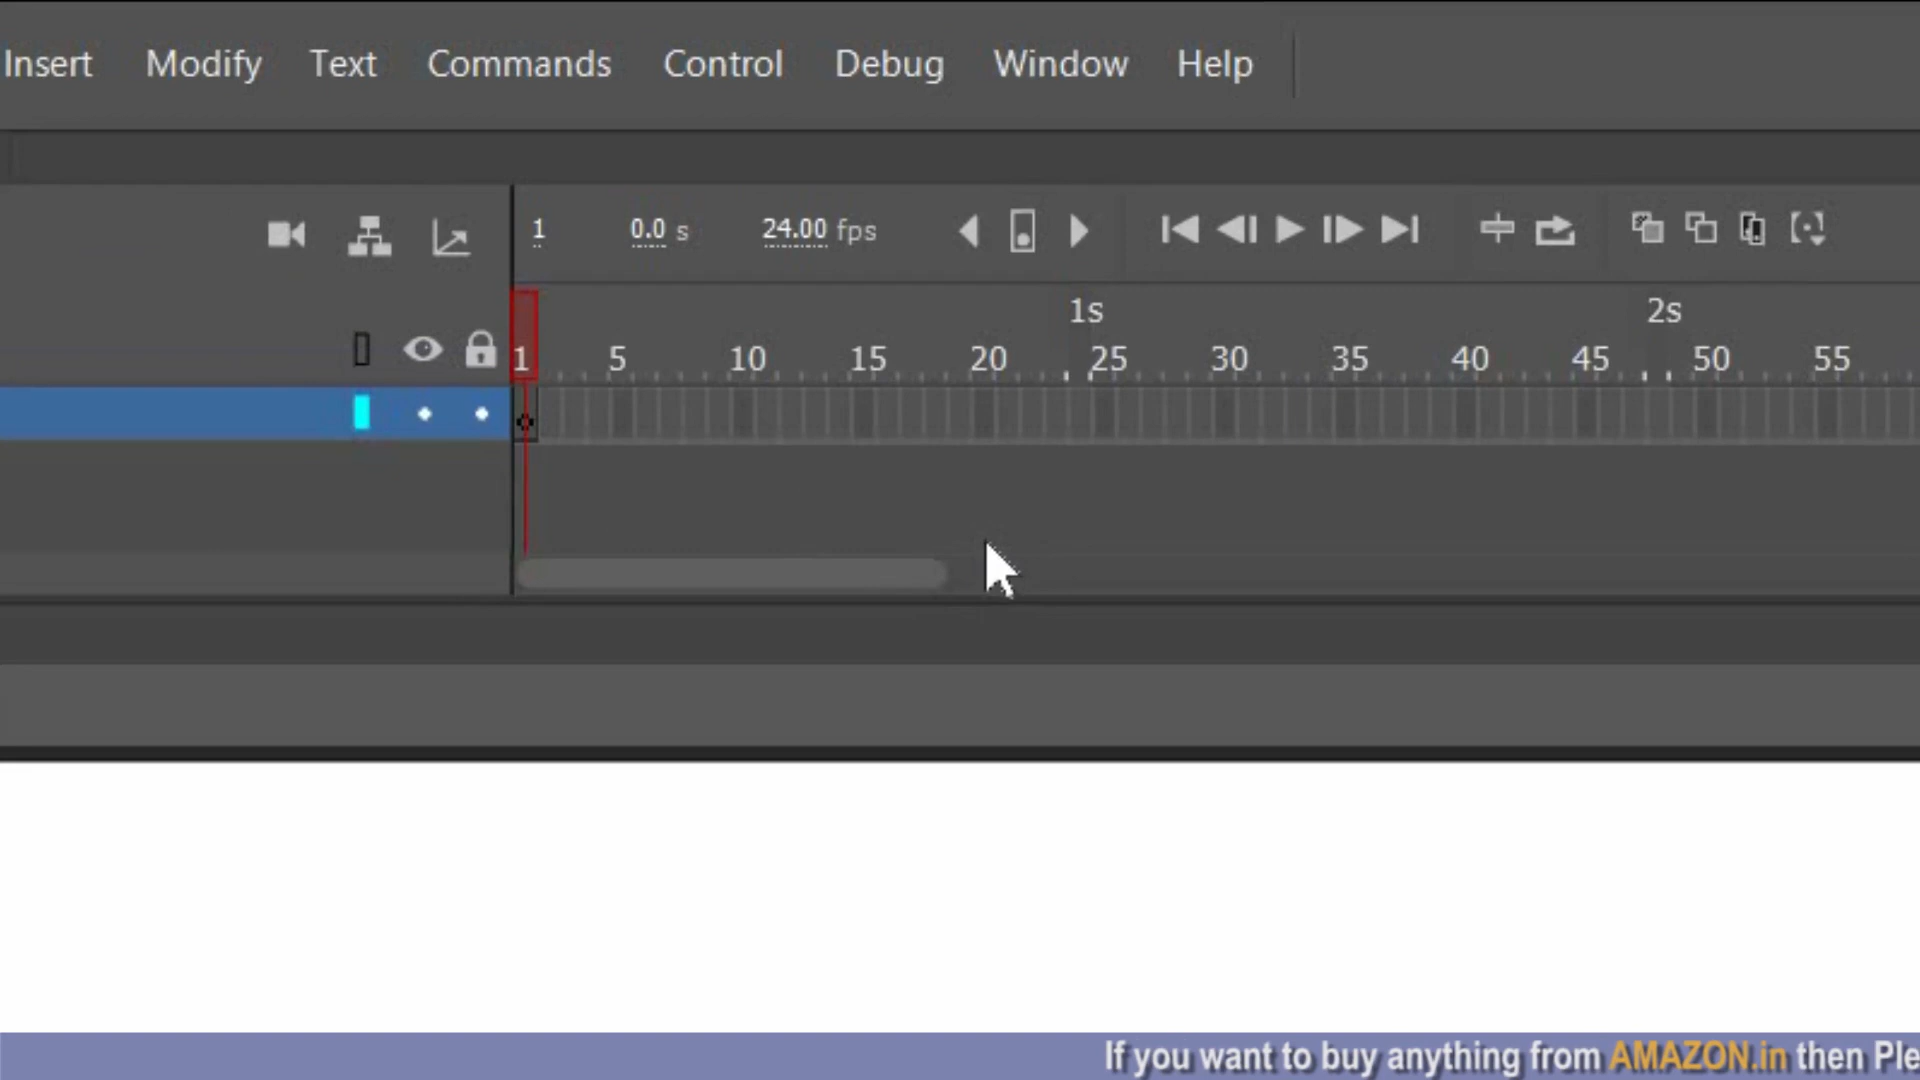 Insert Modify Text Commands Control Debug Window Help
1 0.0 s 24.00 fps
1s 2s
1 5 10 15 20 25 30 35 40 45 50 55
If you want to buy anything from AMAZON.in then Ple